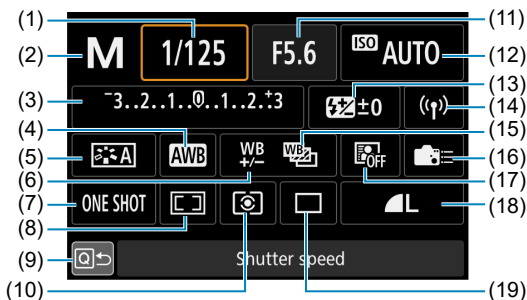 (1) (11)
(2) M 1/125 F5.6 ISO AUTO (12)
(13)
(3) ⁻3..2..1..0..1..2..⁺3 ±0 (14)
(4) (15)
(5) A AWB WB +/- WB OFF (16)
(6) (17)
(7) ONE SHOT L (18)
(8)
(9) Q Shutter speed
(10) (19)